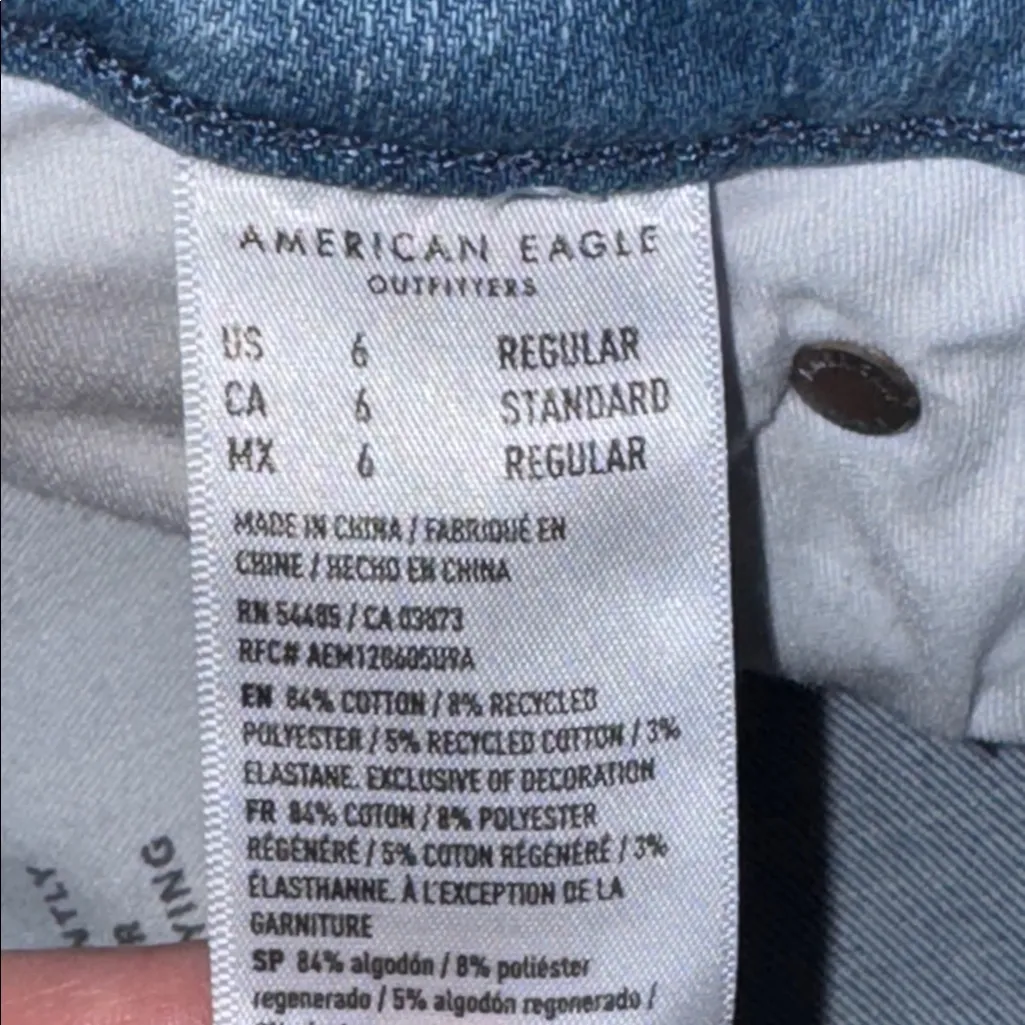 AMERICAN EAGLE
OUTFITTERS
US 6 REGULAR
CA 6 STANDARD
MX 6 REGULAR
MADE IN CHINA / FABRIQUÉ EN
CHINE / HECHO EN CHINA
RN 54485 / CA 03873
RFC# AEM1286605U9A
EN 84% COTTON / 8% RECYCLED
POLYESTER / 5% RECYCLED COTTON / 3%
ELASTANE. EXCLUSIVE OF DECORATION
FR 84% COTON / 8% POLYESTER
RÉGÉNÉRÉ / 5% COTON RÉGÉNÉRÉ / 3%
ÉLASTHANNE. À L'EXCEPTION DE LA
GARNITURE
SP 84% algodón / 8% poliéster
regenerado / 5% algodón regenerado /
NTLY
R
YING